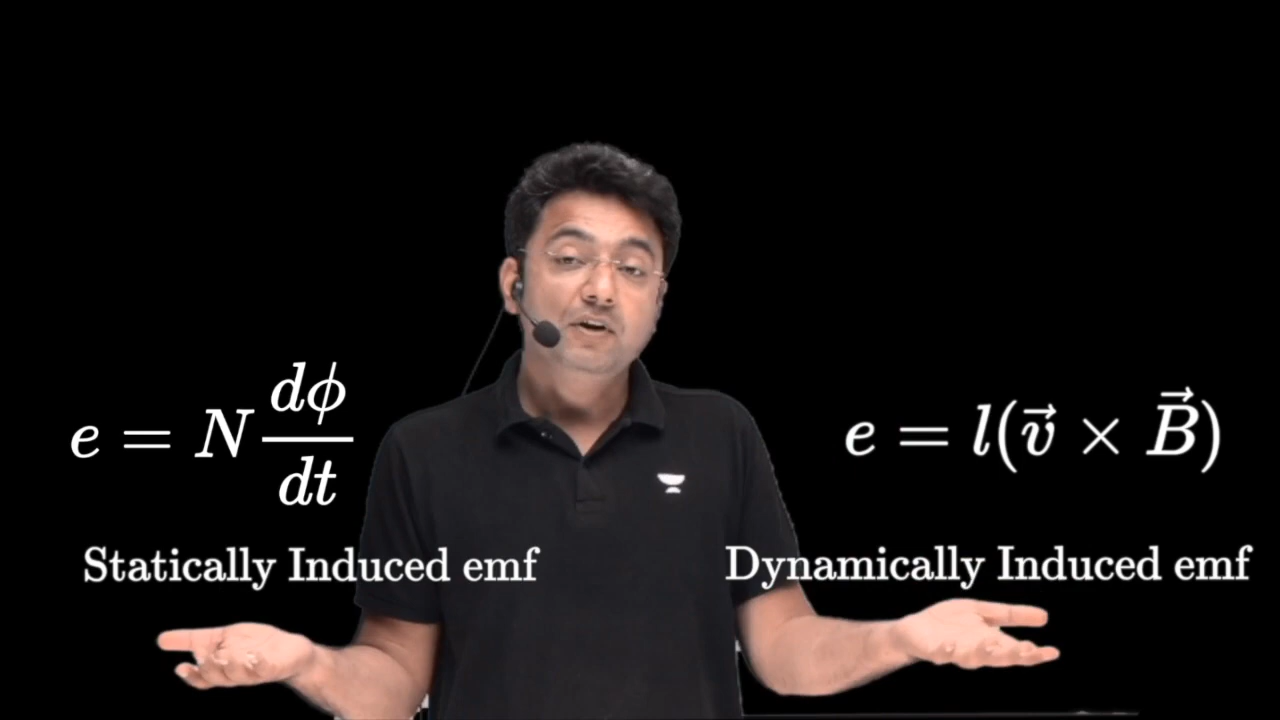 e = N dϕ/dt
Statically Induced emf
e = l(v⃗ × B⃗)
Dynamically Induced emf